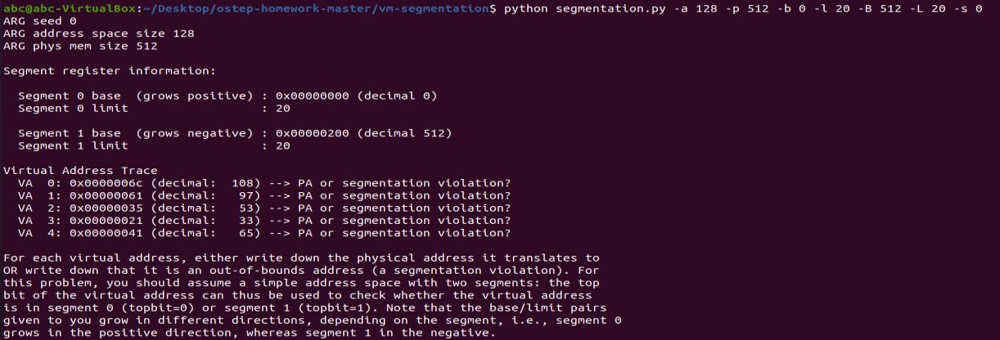 abc@abc-VirtualBox:~/Desktop/ostep-homework-master/vm-segmentation$ python segmentation.py -a 128 -p 512 -b 0 -l 20 -B 512 -L 20 -s 0
ARG seed 0
ARG address space size 128
ARG phys mem size 512

Segment register information:

  Segment 0 base  (grows positive) : 0x00000000 (decimal 0)
  Segment 0 limit                  : 20

  Segment 1 base  (grows negative) : 0x00000200 (decimal 512)
  Segment 1 limit                  : 20

Virtual Address Trace
  VA  0: 0x0000006c (decimal:  108) --> PA or segmentation violation?
  VA  1: 0x00000061 (decimal:   97) --> PA or segmentation violation?
  VA  2: 0x00000035 (decimal:   53) --> PA or segmentation violation?
  VA  3: 0x00000021 (decimal:   33) --> PA or segmentation violation?
  VA  4: 0x00000041 (decimal:   65) --> PA or segmentation violation?

For each virtual address, either write down the physical address it translates to
OR write down that it is an out-of-bounds address (a segmentation violation). For
this problem, you should assume a simple address space with two segments: the top
bit of the virtual address can thus be used to check whether the virtual address
is in segment 0 (topbit=0) or segment 1 (topbit=1). Note that the base/limit pairs
given to you grow in different directions, depending on the segment, i.e., segment 0
grows in the positive direction, whereas segment 1 in the negative.